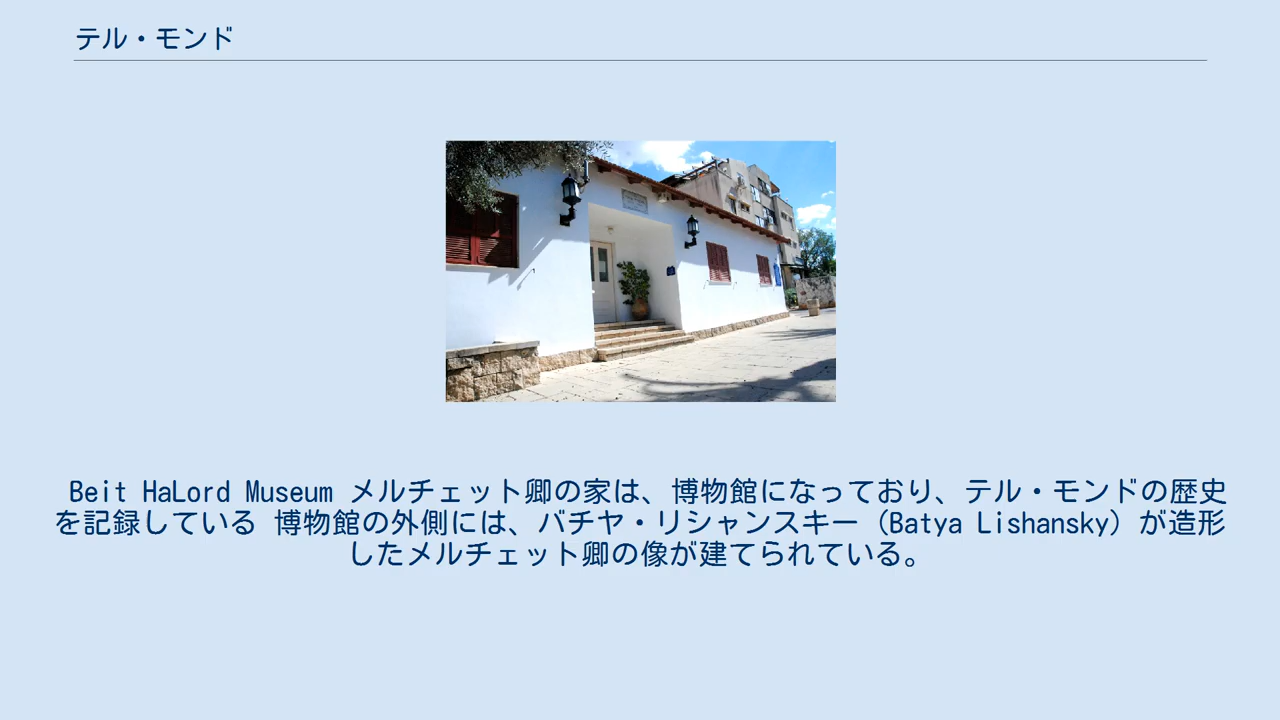 テル・モンド
Beit HaLord Museum メルチェット卿の家は、博物館になっており、テル・モンドの歴史
を記録している 博物館の外側には、バチヤ・リシャンスキー（Batya Lishansky）が造形
したメルチェット卿の像が建てられている。